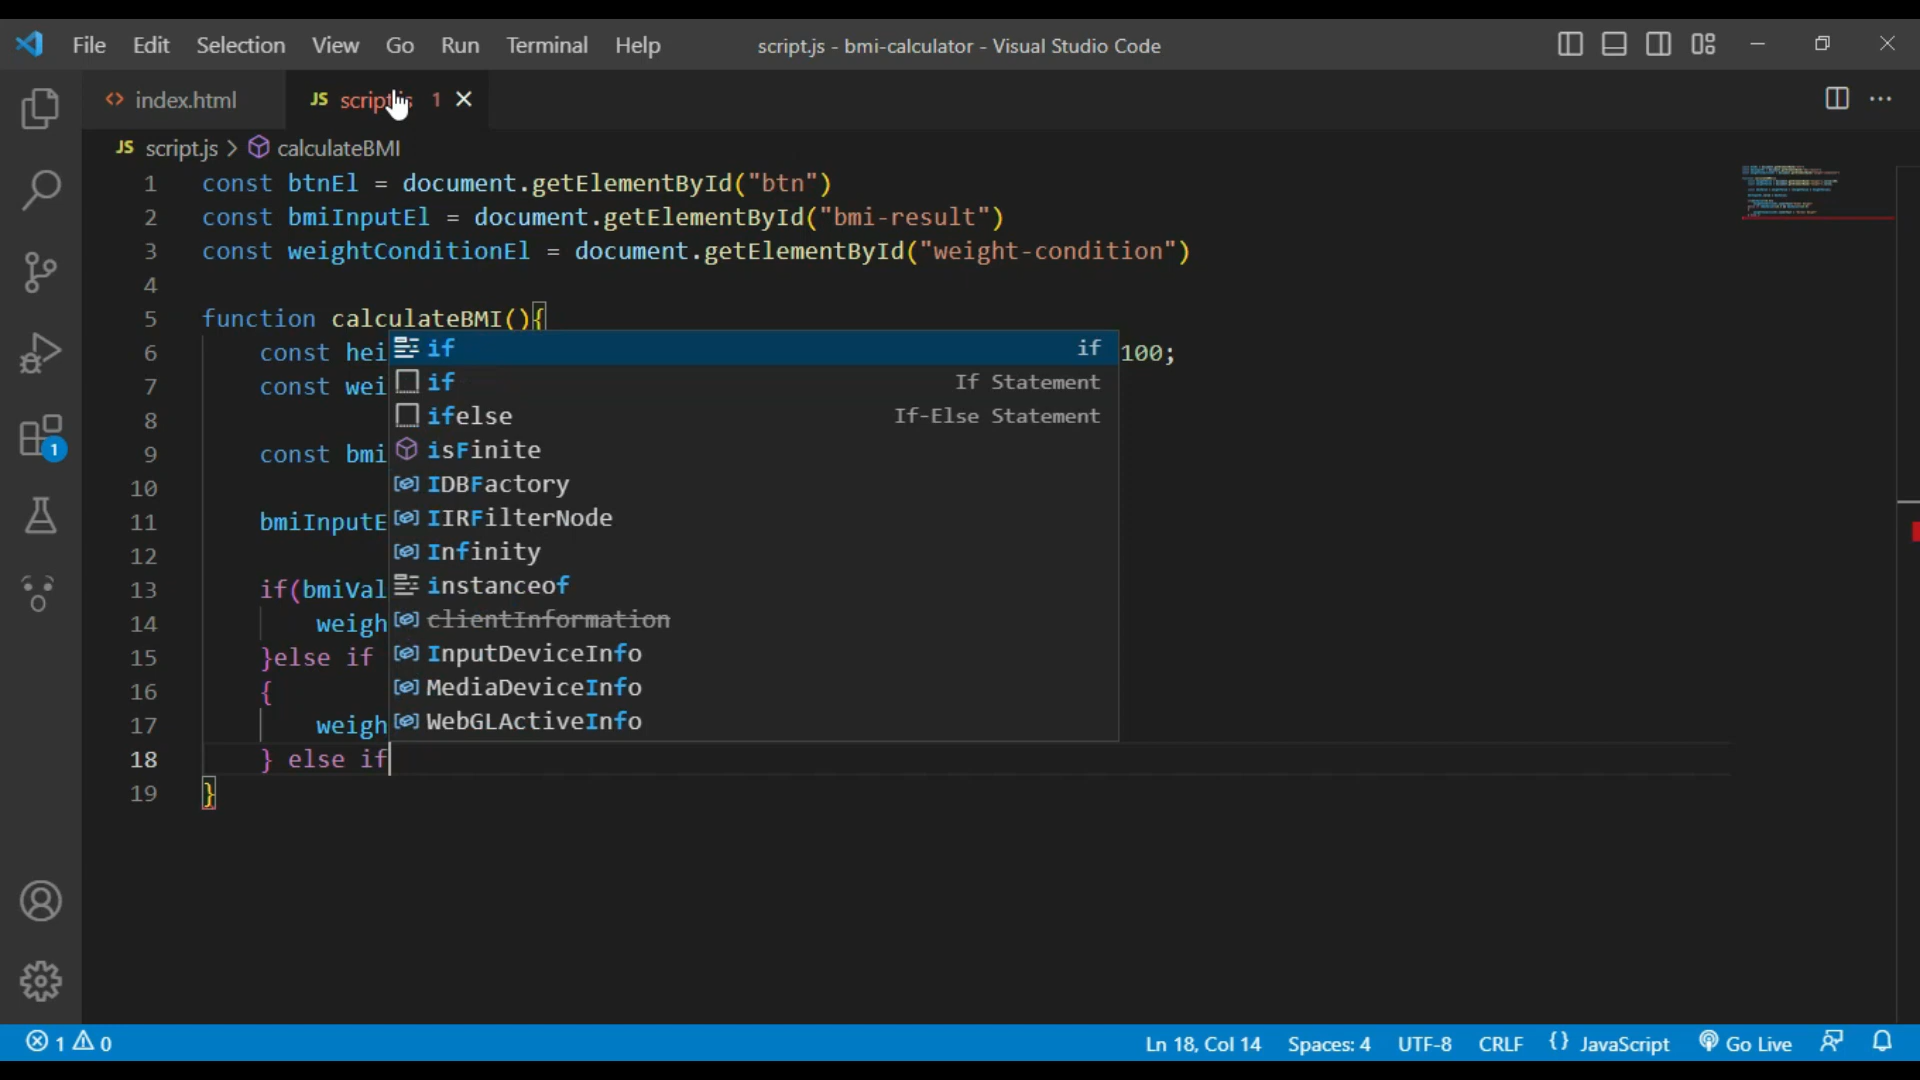 File Edit Selection View Go Run Terminal Help script.js - bmi-calculator - Visual Studio Code
index.html JS script.js 1
JS script.js > calculateBMI
1 const btnEl = document.getElementById("btn")
2 const bmiInputEl = document.getElementById("bmi-result")
3 const weightConditionEl = document.getElementById("weight-condition")
4
5 function calculateBMI(){
6 const hei 100;
7 const wei
8
9 const bmi
10
11 bmiInputE
12
13 if(bmiVal
14 weigh
15 }else if
16 {
17 weigh
18 } else if
19 }
if if
if If Statement
ifelse If-Else Statement
isFinite
IDBFactory
IIRFilterNode
Infinity
instanceof
clientInformation
InputDeviceInfo
MediaDeviceInfo
WebGLActiveInfo
1
1 0 Ln 18, Col 14 Spaces: 4 UTF-8 CRLF {} JavaScript Go Live